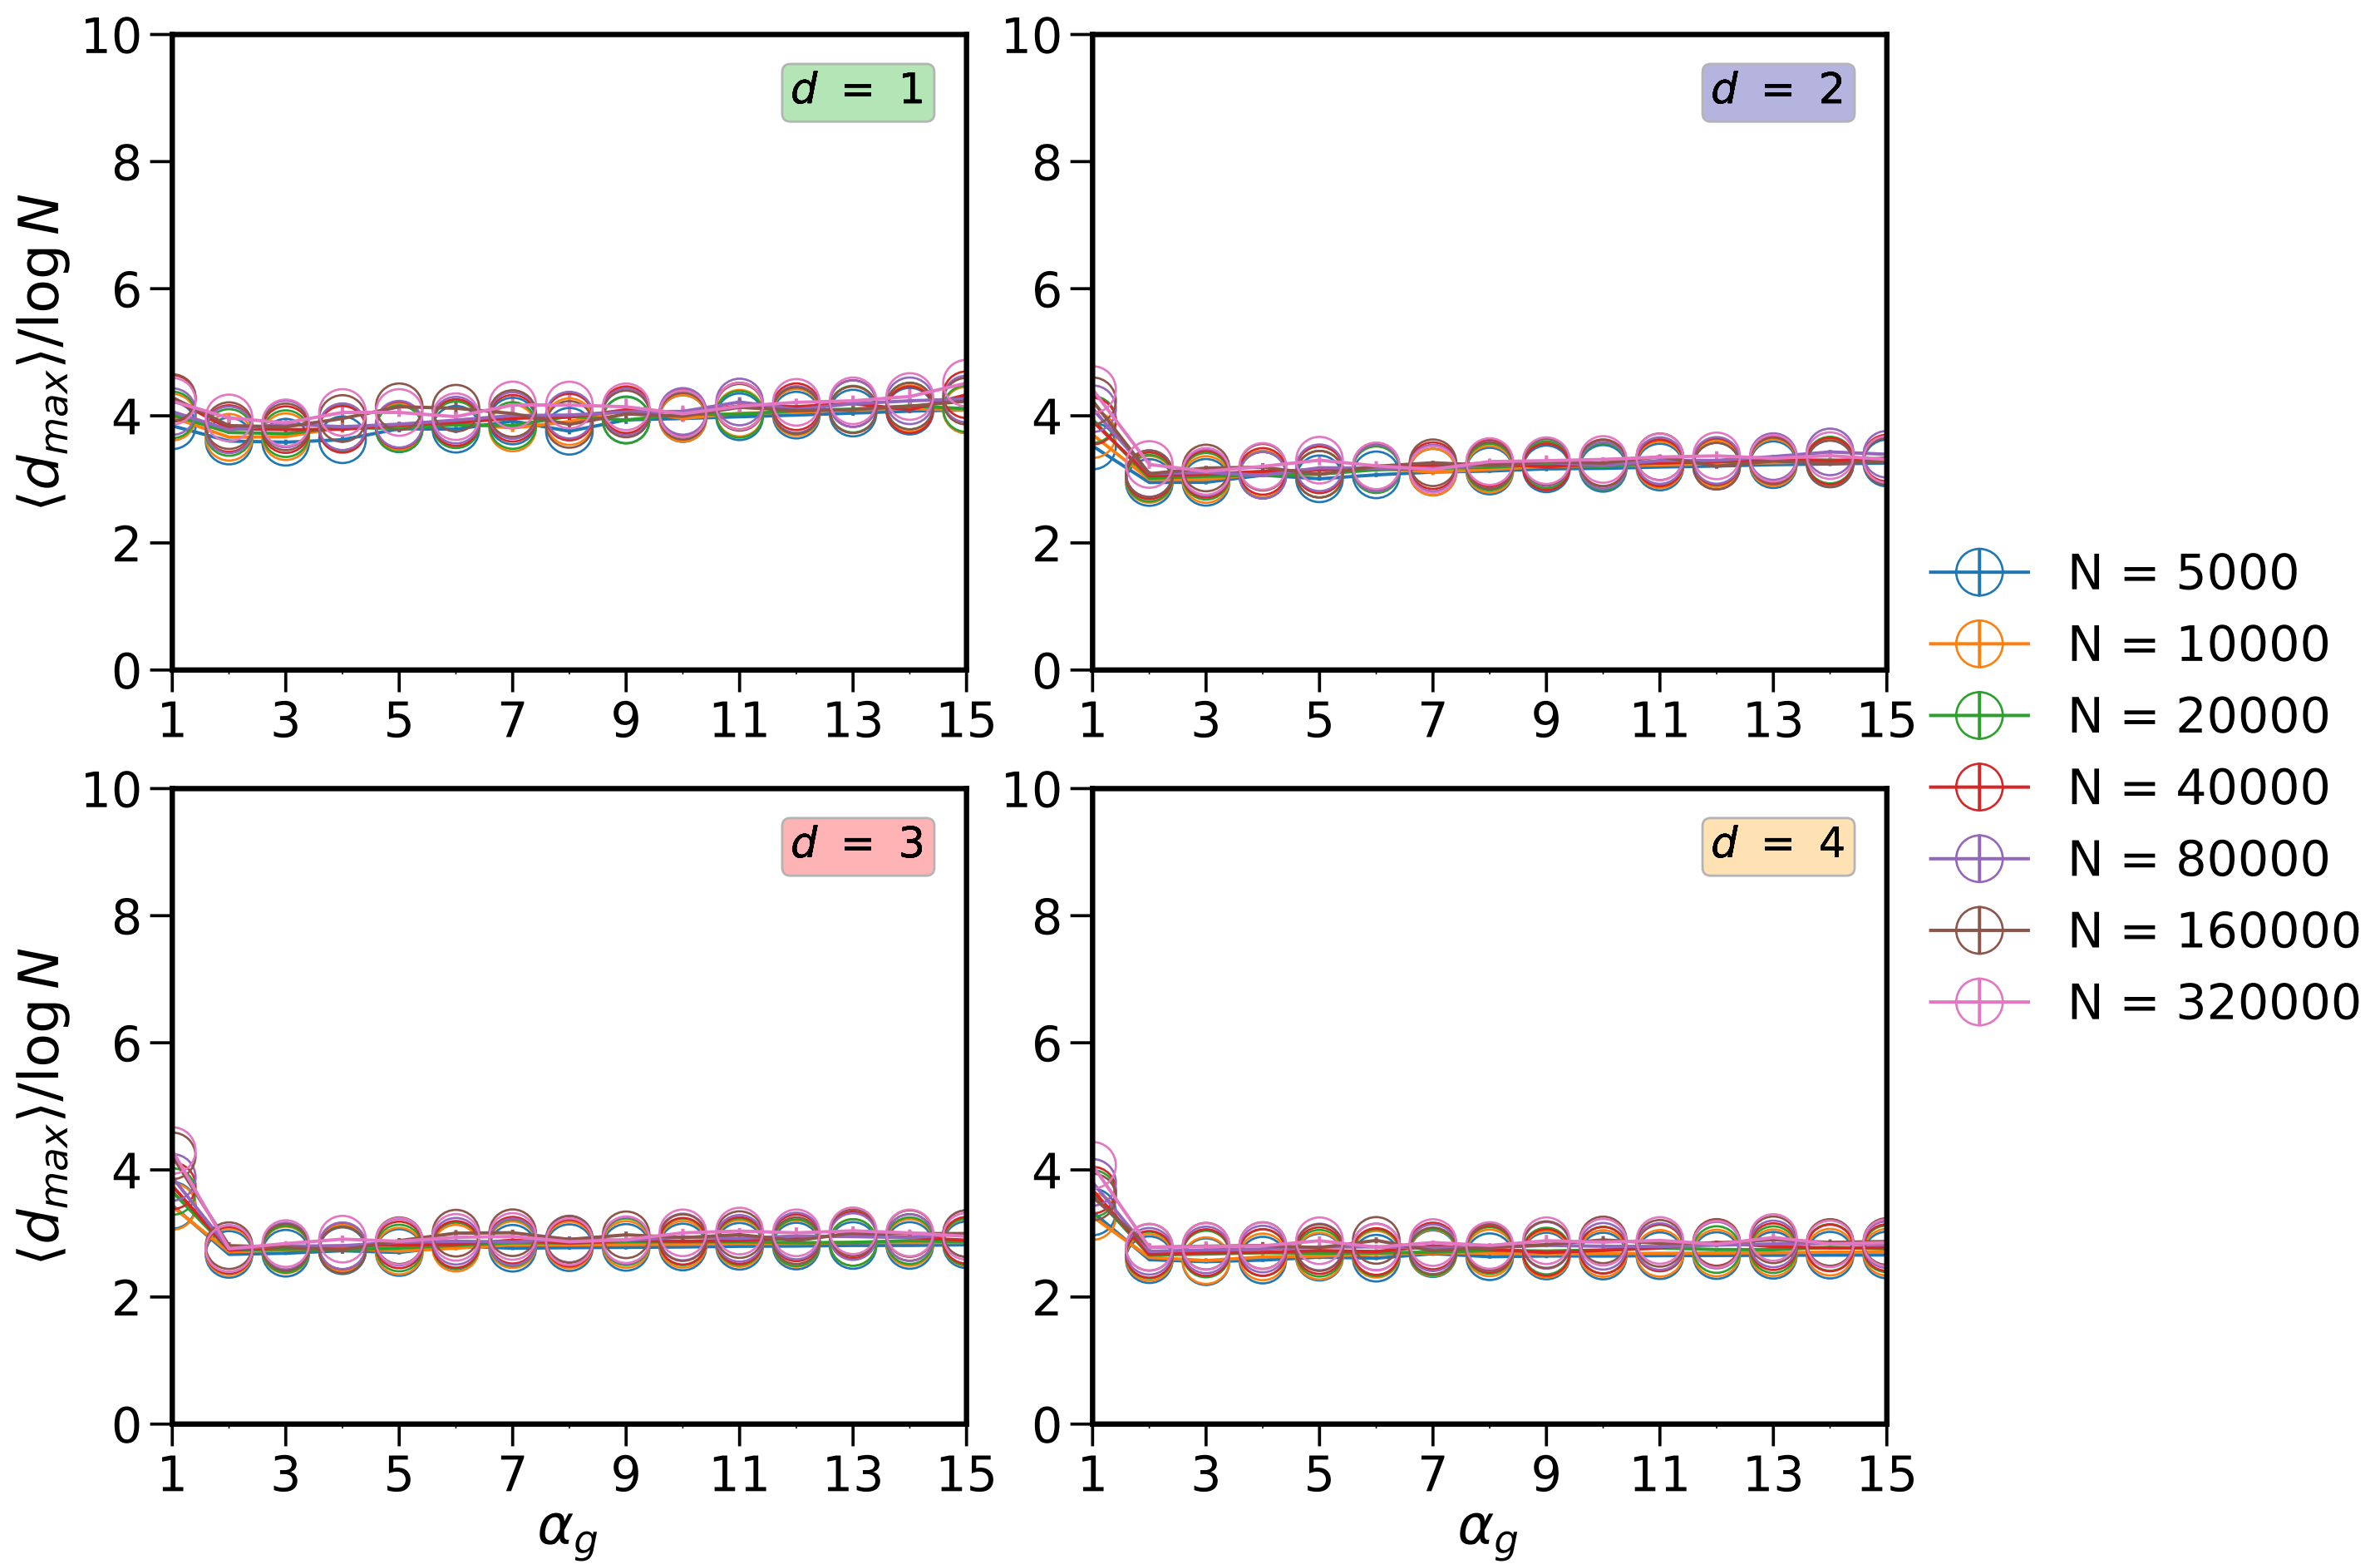 ⟨d_max⟩/log N
10
8
6
4
2
0
d = 1
1 3 5 7 9 11 13 15
10
8
6
4
2
0
d = 2
1 3 5 7 9 11 13 15
⟨d_max⟩/log N
10
8
6
4
2
0
d = 3
1 3 5 7 9 11 13 15
α_g
10
8
6
4
2
0
d = 4
1 3 5 7 9 11 13 15
α_g
N = 5000
N = 10000
N = 20000
N = 40000
N = 80000
N = 160000
N = 320000